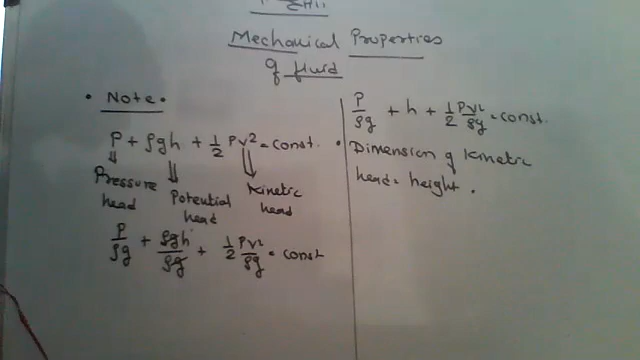 CH11
Mechanical Properties
of fluid
• Note •
P + ρgh + 1/2 ρv² = const.
Pressure head
Potential head
Kinetic head
P/ρg + ρgh/ρg + 1/2 ρv²/ρg = const
P/ρg + h + 1/2 ρv²/ρg = const.
• Dimension of Kinetic
head = height.